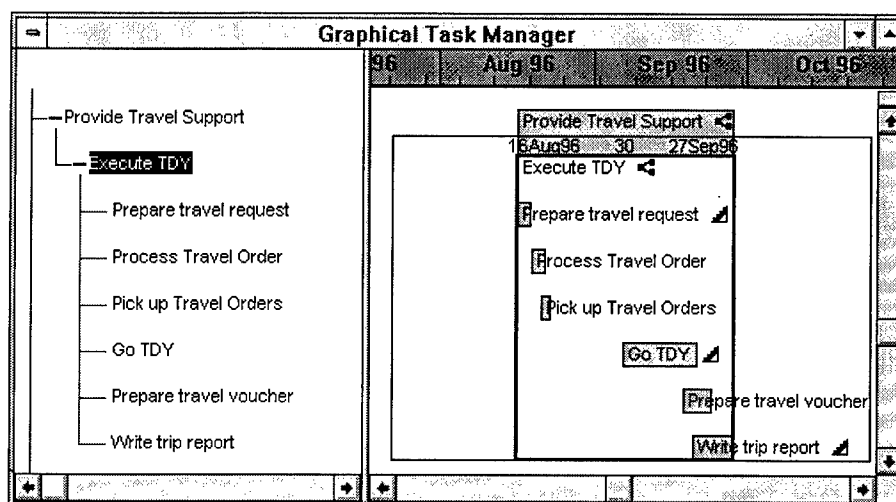 Graphical Task Manager
96 Aug 96 Sep 96 Oct 96
Provide Travel Support
Execute TDY
Prepare travel request
Process Travel Order
Pick up Travel Orders
Go TDY
Prepare travel voucher
Write trip report
Provide Travel Support
16Aug96 30 27Sep96
Execute TDY
Prepare travel request
Process Travel Order
Pick up Travel Orders
Go TDY
Prepare travel voucher
Write trip report